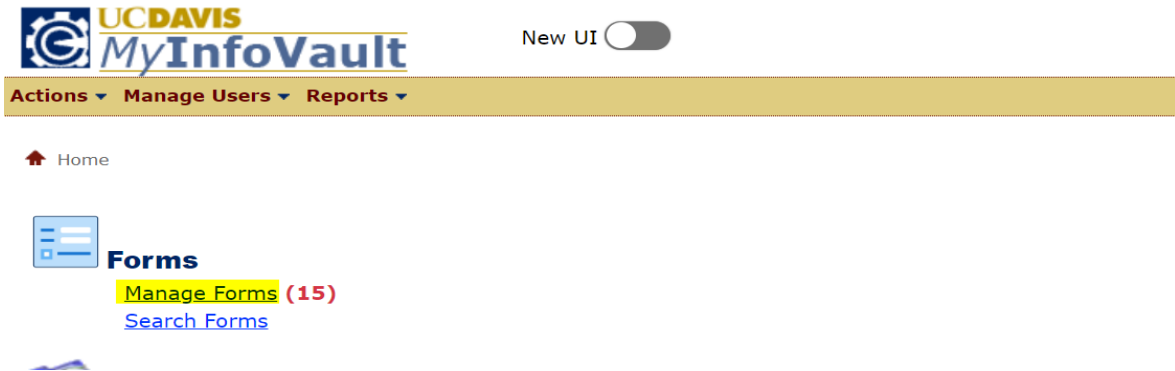 UCDAVIS
MyInfoVault
New UI
Actions Manage Users Reports
Home
Forms
Manage Forms (15)
Search Forms